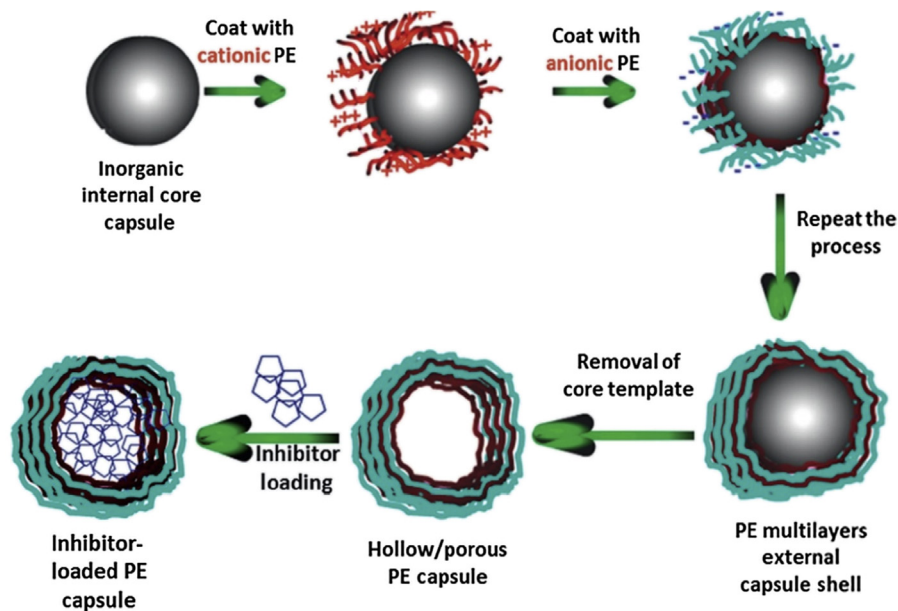 Coat with
cationic PE
Coat with
anionic PE
Inorganic
internal core
capsule
+++
++
++
+++
+++
Repeat the
process
Removal of
core template
Inhibitor
loading
Inhibitor-
loaded PE
capsule
Hollow/porous
PE capsule
PE multilayers
external
capsule shell